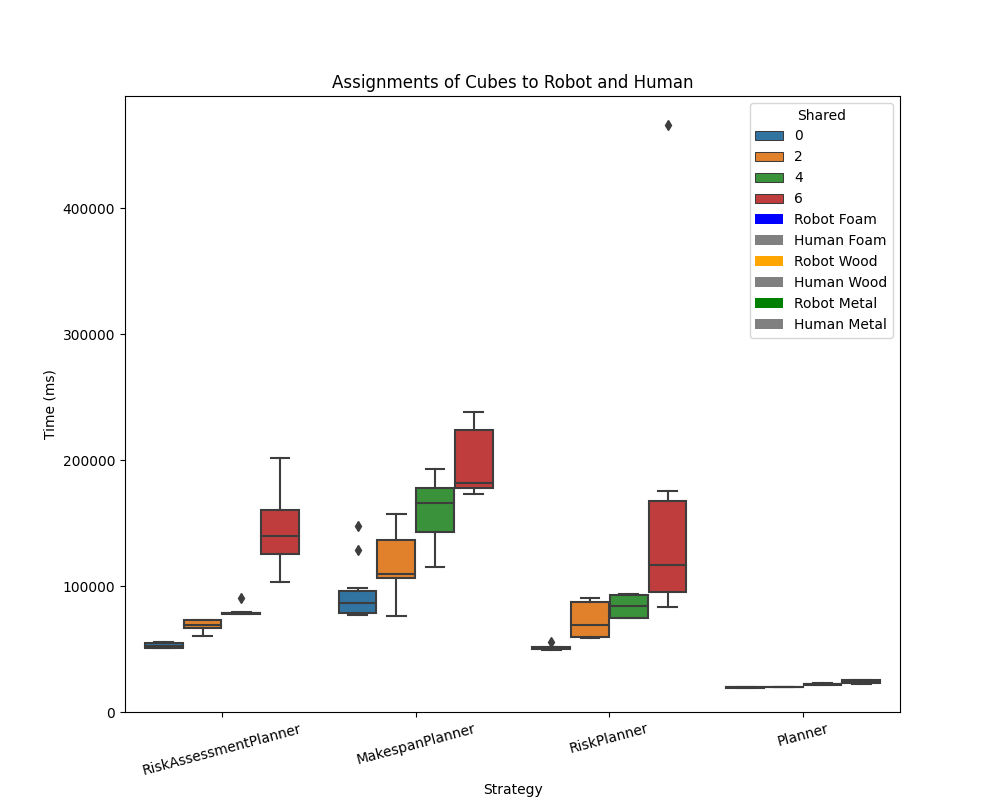 Assignments of Cubes to Robot and Human
Shared
0
2
4
6
Robot Foam
Human Foam
Robot Wood
Human Wood
Robot Metal
Human Metal
400000
300000
200000
100000
0
Time (ms)
RiskAssessmentPlanner
MakespanPlanner
RiskPlanner
Planner
Strategy